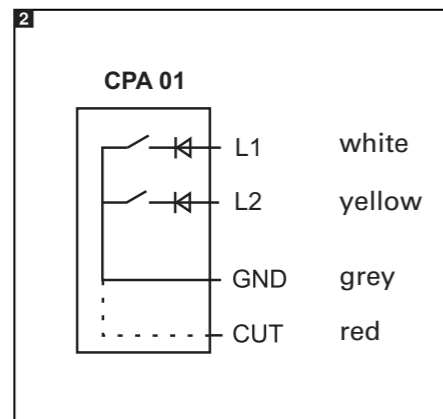 2
CPA 01
L1 white
L2 yellow
GND grey
CUT red